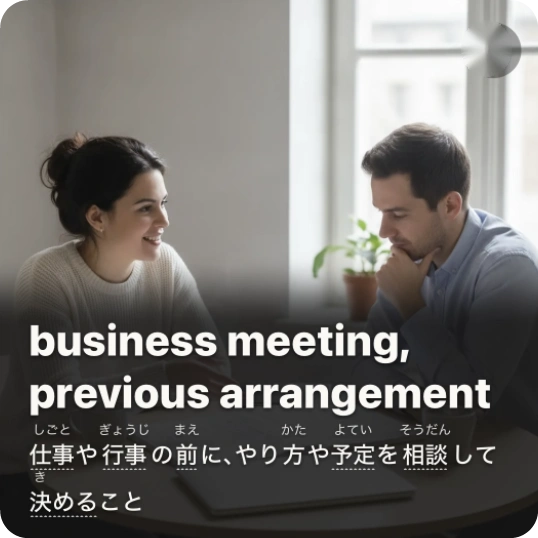 business meeting,
previous arrangement
しごと ぎょうじ まえ かた よてい そうだん
仕事や行事の前に、やり方や予定を相談して
ぎ
決めること